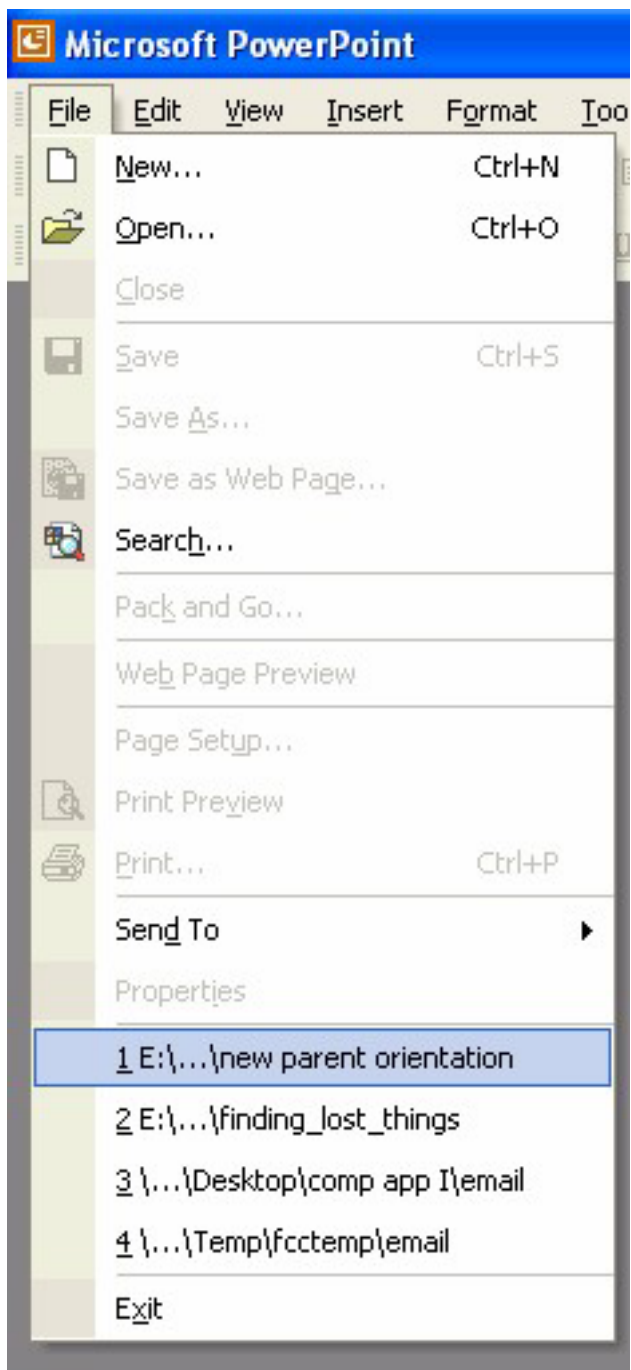 Microsoft PowerPoint
File Edit View Insert Format Too
New... Ctrl+N
Open... Ctrl+O
Close
Save Ctrl+S
Save As...
Save as Web Page...
Search...
Pack and Go...
Web Page Preview
Page Setup...
Print Preview
Print... Ctrl+P
Send To
Properties
1 E:\...\new parent orientation
2 E:\...\finding_lost_things
3 \...\Desktop\comp app I\email
4 \...\Temp\fcctemp\email
Exit